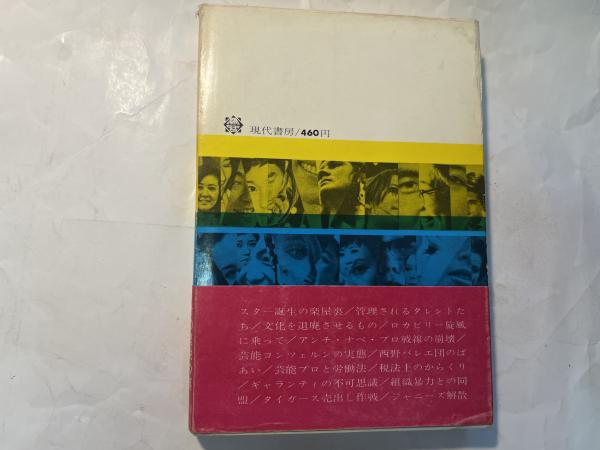 現代書房/460円
スター誕生の楽屋裏/管理されるタレントた
ち/文化を退廃させるもの/ロカビリー旋風
に乗って/アンチ・ナベ・プロ戦線の崩壊/
芸能コンツェルンの実態/西野バレエ団のば
あい/芸能プロと労働法/税法上のからくり
/ギャランティの不可思議/組織暴力との同
盟/タイガース売出し作戦/ジャニーズ解散